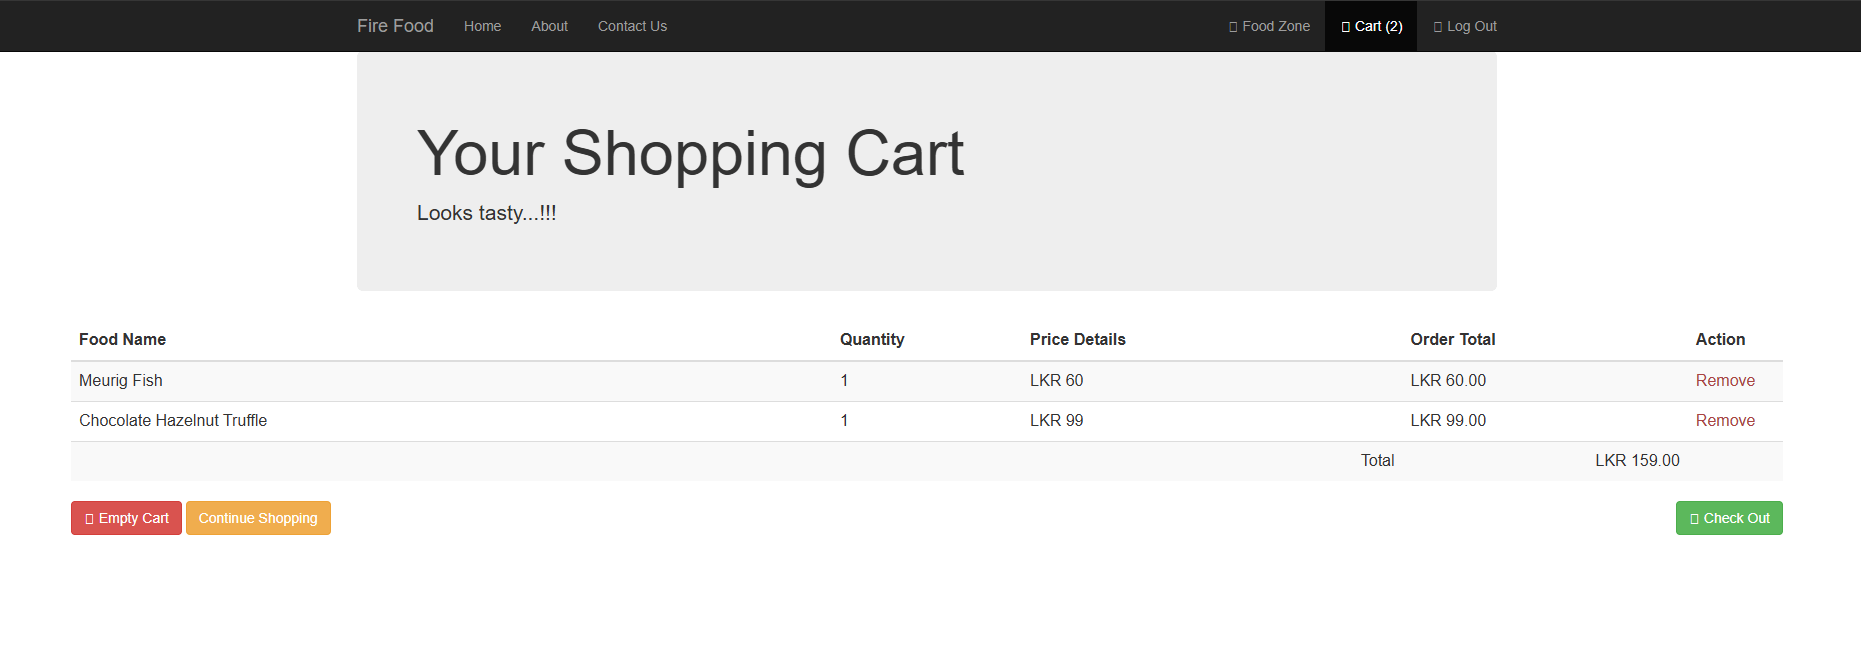 Fire Food Home About Contact Us Food Zone Cart (2) Log Out
Your Shopping Cart
Looks tasty...!!!
Food Name Quantity Price Details Order Total Action
Meurig Fish 1 LKR 60 LKR 60.00 Remove
Chocolate Hazelnut Truffle 1 LKR 99 LKR 99.00 Remove
Total LKR 159.00
Empty Cart Continue Shopping Check Out